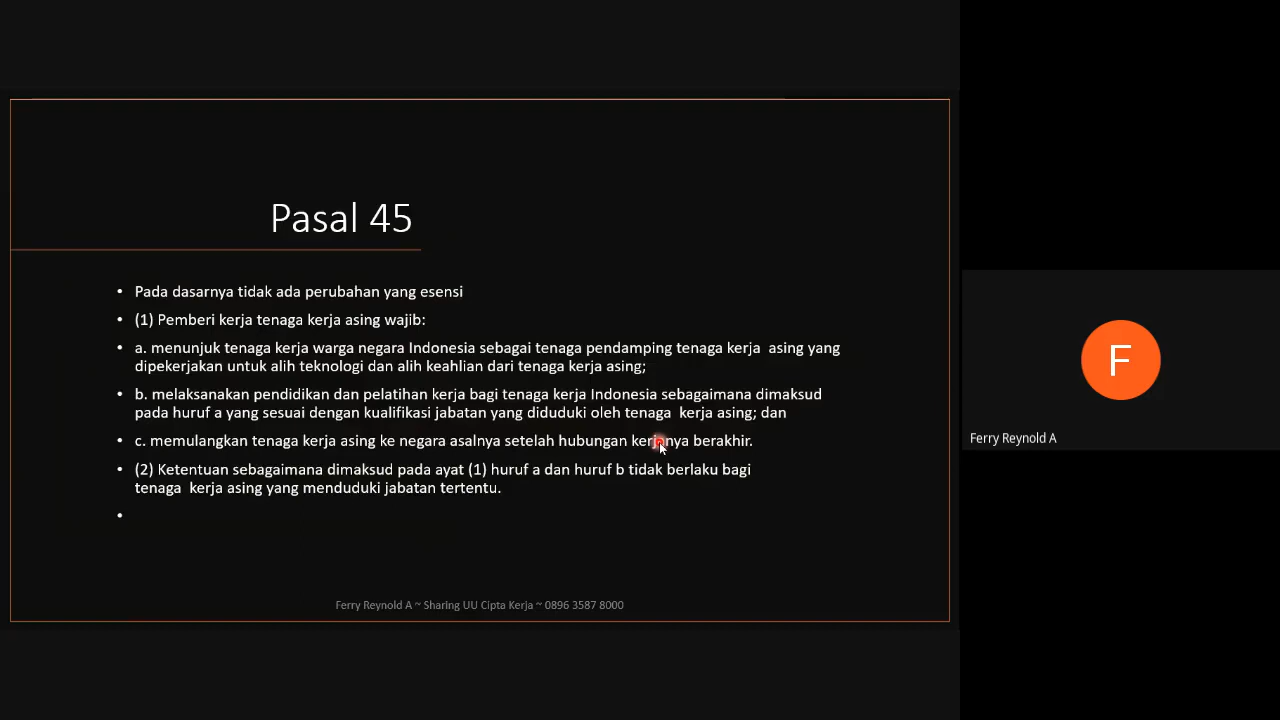 Pasal 45
• Pada dasarnya tidak ada perubahan yang esensi
• (1) Pemberi kerja tenaga kerja asing wajib:
• a. menunjuk tenaga kerja warga negara Indonesia sebagai tenaga pendamping tenaga kerja asing yang
dipekerjakan untuk alih teknologi dan alih keahlian dari tenaga kerja asing;
• b. melaksanakan pendidikan dan pelatihan kerja bagi tenaga kerja Indonesia sebagaimana dimaksud
pada huruf a yang sesuai dengan kualifikasi jabatan yang diduduki oleh tenaga kerja asing; dan
• c. memulangkan tenaga kerja asing ke negara asalnya setelah hubungan kerjanya berakhir.
• (2) Ketentuan sebagaimana dimaksud pada ayat (1) huruf a dan huruf b tidak berlaku bagi
tenaga kerja asing yang menduduki jabatan tertentu.
•
Ferry Reynold A ~ Sharing UU Cipta Kerja ~ 0896 3587 8000
F
Ferry Reynold A